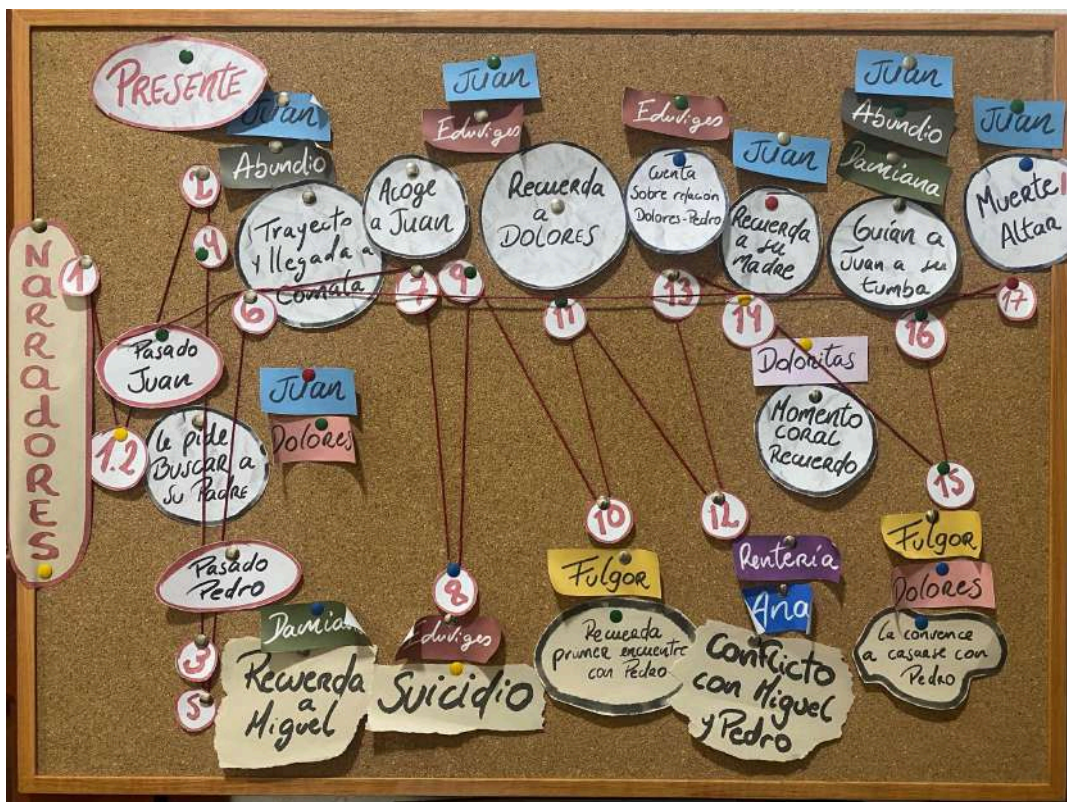 PRESENTE
Juan
Abundio
Trayecto
y llegada a
Comala
Juan
Eduviges
Acoge
a Juan
Recuerda
a
DOLORES
Eduviges
Cuenta
Sobre relación
Dolores-Pedro
Juan
Recuerda
a su
Madre
Juan
Abundio
Damiana
Guían a
Juan a su
tumba
Juan
Muerte
Altar
NaRRadoREs
1
2
4
6
7
9
11
13
14
16
17
Pasado
Juan
1.2
le pide
BUSCAR a
su Padre
Juan
Dolores
Doloritas
Momento
CORAL
Recuerdo
Pasado
Pedro
3
5
8
10
12
15
Damia
Recuerda
a
Miguel
Eduviges
Suicidio
Fulgor
Recuerda
primer encuentro
con Pedro
Rentería
Ana
Conflicto
con Miguel
y Pedro
Fulgor
Dolores
La convence
a casarse con
Pedro